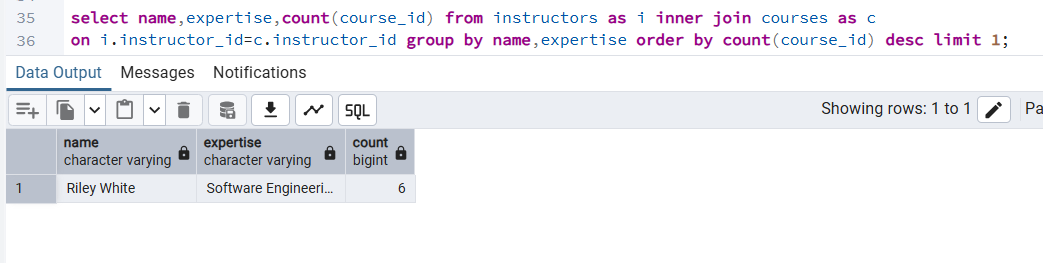 35 select name,expertise,count(course_id) from instructors as i inner join courses as c
36 on i.instructor_id=c.instructor_id group by name,expertise order by count(course_id) desc limit 1;
Data Output Messages Notifications
SQL Showing rows: 1 to 1 Pa
name expertise count
character varying character varying bigint
1 Riley White Software Engineeri... 6